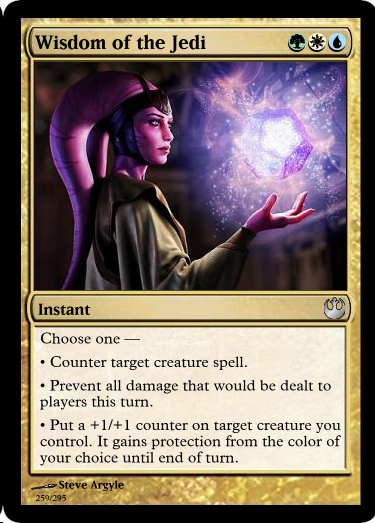 Wisdom of the Jedi
Instant
Choose one —
• Counter target creature spell.
• Prevent all damage that would be dealt to
players this turn.
• Put a +1/+1 counter on target creature you
control. It gains protection from the color of
your choice until end of turn.
Steve Argyle
259/295